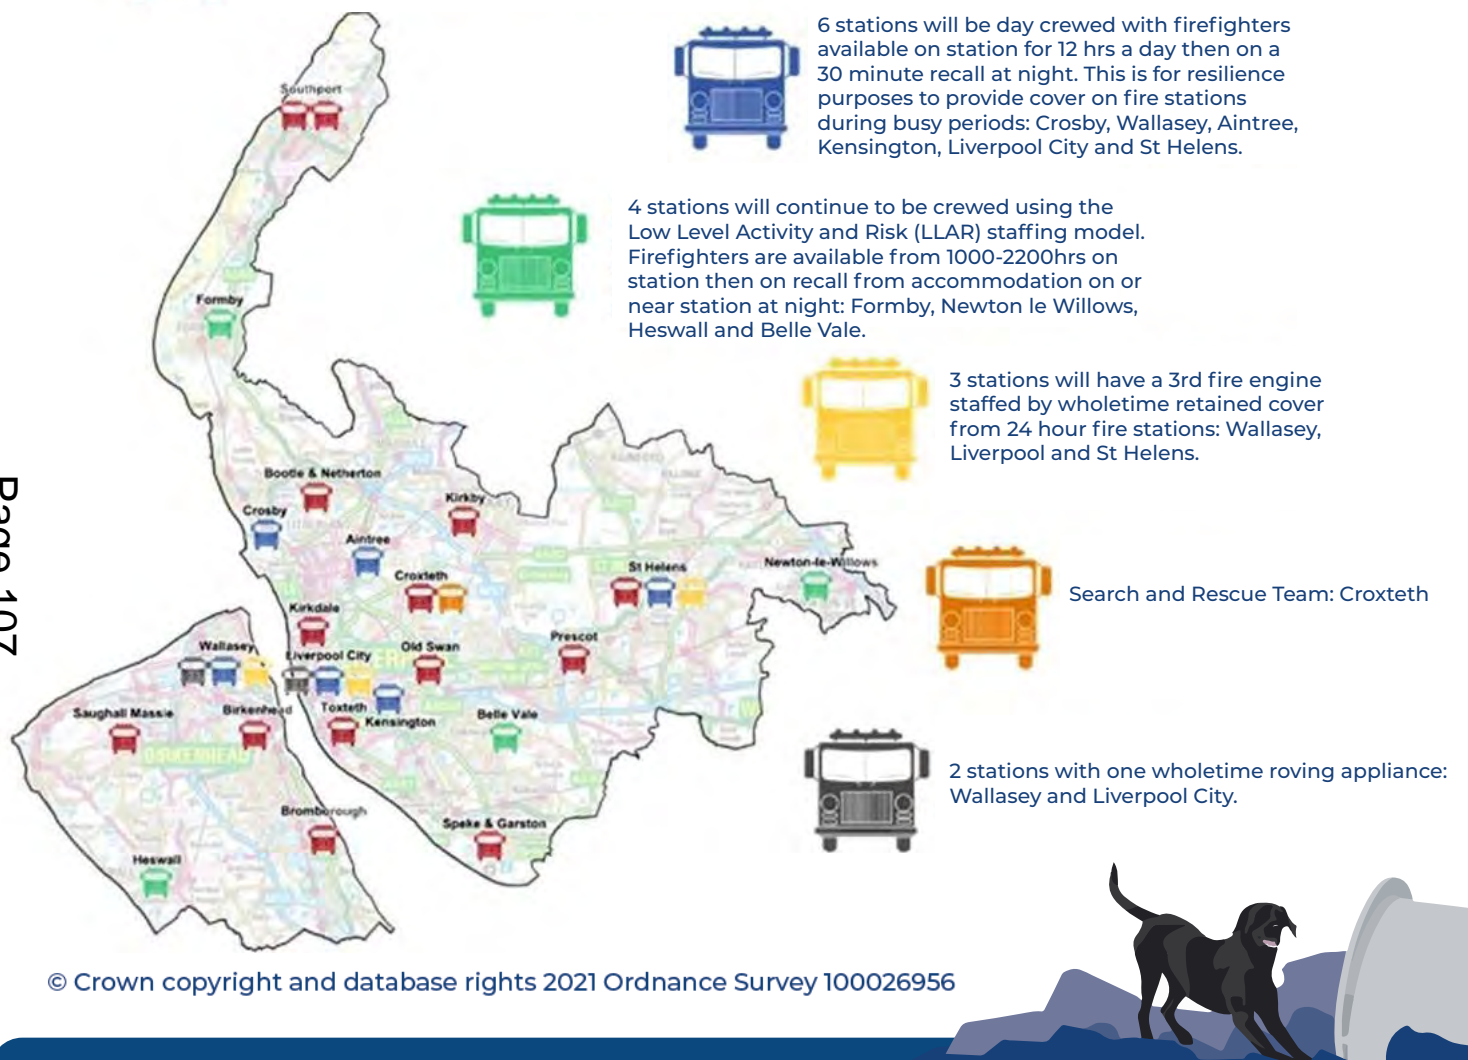 6 stations will be day crewed with firefighters
available on station for 12 hrs a day then on a
30 minute recall at night. This is for resilience
purposes to provide cover on fire stations
during busy periods: Crosby, Wallasey, Aintree,
Kensington, Liverpool City and St Helens.
4 stations will continue to be crewed using the
Low Level Activity and Risk (LLAR) staffing model.
Firefighters are available from 1000-2200hrs on
station then on recall from accommodation on or
near station at night: Formby, Newton le Willows,
Heswall and Belle Vale.
3 stations will have a 3rd fire engine
staffed by wholetime retained cover
from 24 hour fire stations: Wallasey,
Liverpool and St Helens.
Search and Rescue Team: Croxteth
2 stations with one wholetime roving appliance:
Wallasey and Liverpool City.
Southport
Formby
Bootle & Netherton
Kirkby
Crosby
Aintree
Croxteth
St Helens
Newton-le-Willows
Kirkdale
Wallasey
Liverpool City
Old Swan
Prescot
Saughall Massie
Birkenhead
Toxteth
Kensington
Belle Vale
BIRKENHEAD
Bromborough
Speke & Garston
Heswall
Page 107
© Crown copyright and database rights 2021 Ordnance Survey 100026956